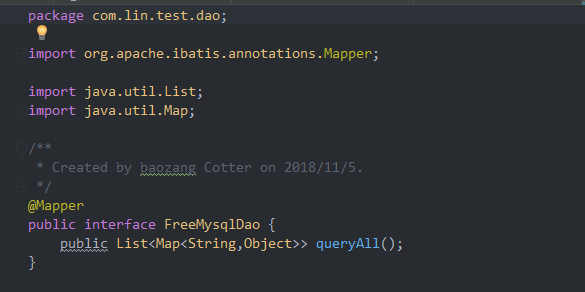 package com.lin.test.dao;
import org.apache.ibatis.annotations.Mapper;
import java.util.List;
import java.util.Map;
/**
 * Created by baozang Cotter on 2018/11/5.
 */
@Mapper
public interface FreeMysqlDao {
    public List<Map<String,Object>> queryAll();
}